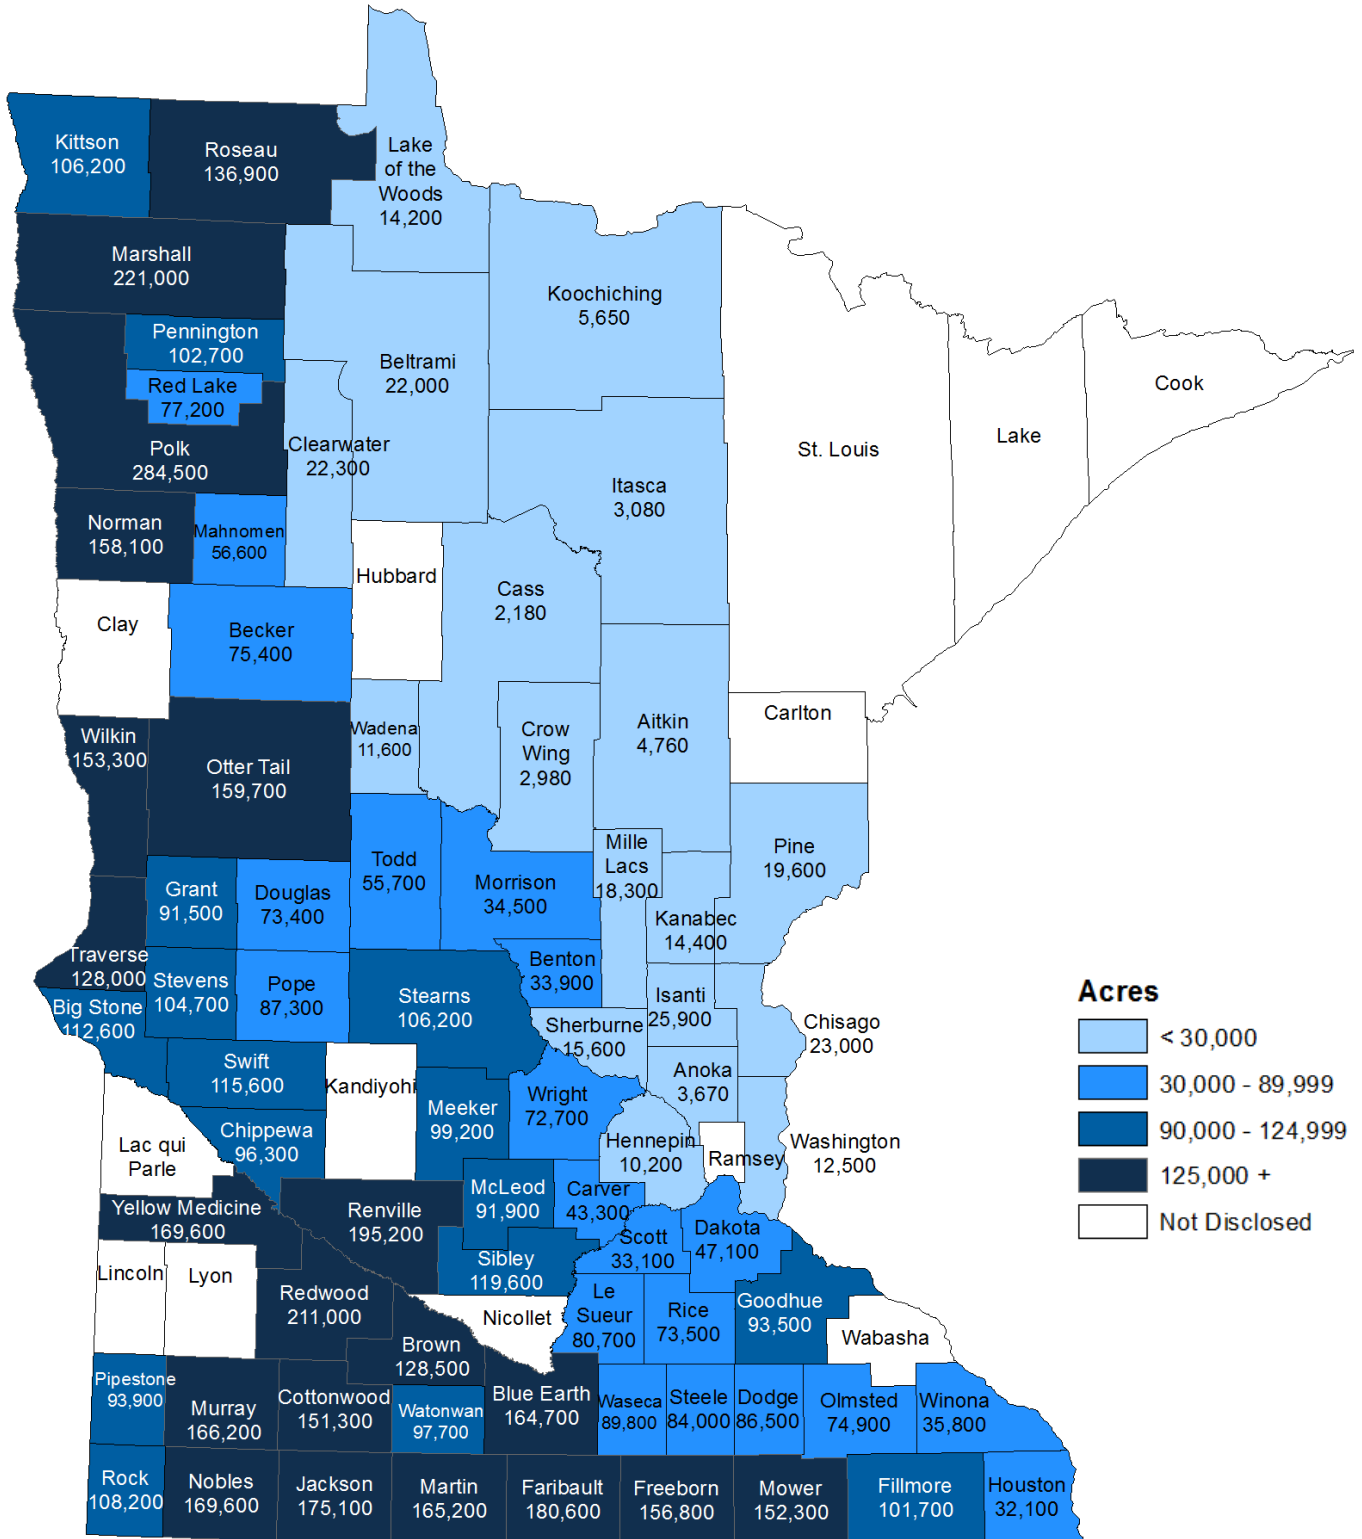 Kittson
106,200
Roseau
136,900
Lake
of the
Woods
14,200
Marshall
221,000
Koochiching
5,650
Pennington
102,700
Red Lake
77,200
Beltrami
22,000
Cook
Lake
St. Louis
Polk
284,500
Clearwater
22,300
Itasca
3,080
Norman
158,100
Mahnomen
56,600
Hubbard
Cass
2,180
Clay
Becker
75,400
Wilkin
153,300
Otter Tail
159,700
Wadena
11,600
Crow
Wing
2,980
Aitkin
4,760
Carlton
Mille
Lacs
18,300
Pine
19,600
Todd
55,700
Morrison
34,500
Grant
91,500
Douglas
73,400
Kanabec
14,400
Traverse
128,000
Stevens
104,700
Pope
87,300
Stearns
106,200
Benton
33,900
Isanti
25,900
Big Stone
112,600
Sherburne
15,600
Chisago
23,000
Swift
115,600
Kandiyohi
Meeker
99,200
Wright
72,700
Anoka
3,670
Lac qui
Parle
Chippewa
96,300
Hennepin
10,200
Ramsey
Washington
12,500
Yellow Medicine
169,600
Renville
195,200
McLeod
91,900
Carver
43,300
Scott
33,100
Dakota
47,100
Sibley
119,600
Lincoln
Lyon
Redwood
211,000
Nicollet
Le
Sueur
80,700
Rice
73,500
Goodhue
93,500
Wabasha
Brown
128,500
Pipestone
93,900
Murray
166,200
Cottonwood
151,300
Watonwan
97,700
Blue Earth
164,700
Waseca
89,800
Steele
84,000
Dodge
86,500
Olmsted
74,900
Winona
35,800
Rock
108,200
Nobles
169,600
Jackson
175,100
Martin
165,200
Faribault
180,600
Freeborn
156,800
Mower
152,300
Fillmore
101,700
Houston
32,100
Acres
< 30,000
30,000 - 89,999
90,000 - 124,999
125,000 +
Not Disclosed